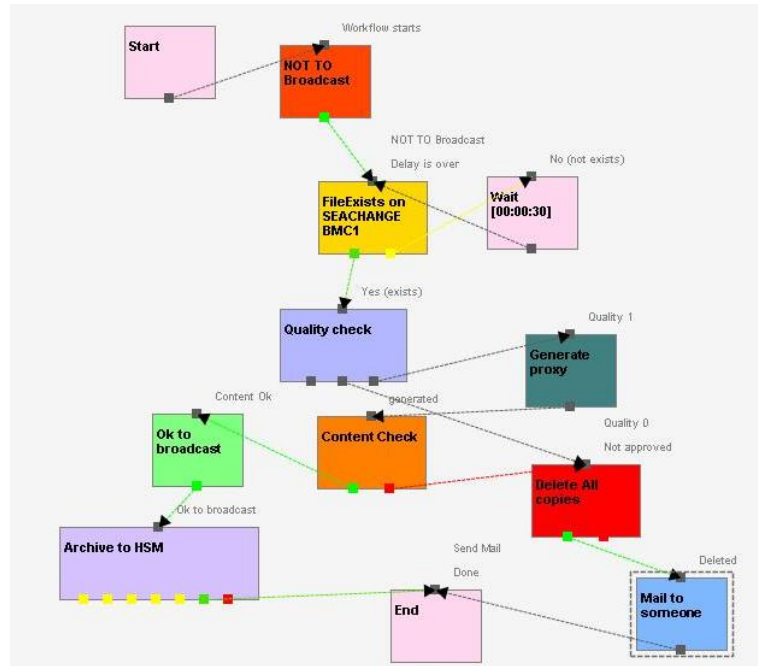 Workflow starts
Start
NOT TO
Broadcast
NOT TO Broadcast
Delay is over
No (not exists)
FileExists on
SEACHANGE
BMC1
Wait
[00:00:30]
Yes (exists)
Quality check
Quality 1
Generate
proxy
Content Ok
generated
Ok to
broadcast
Content Check
Quality 0
Not approved
Delete All
copies
Ok to broadcast
Archive to HSM
Send Mail
Done
Deleted
End
Mail to
someone